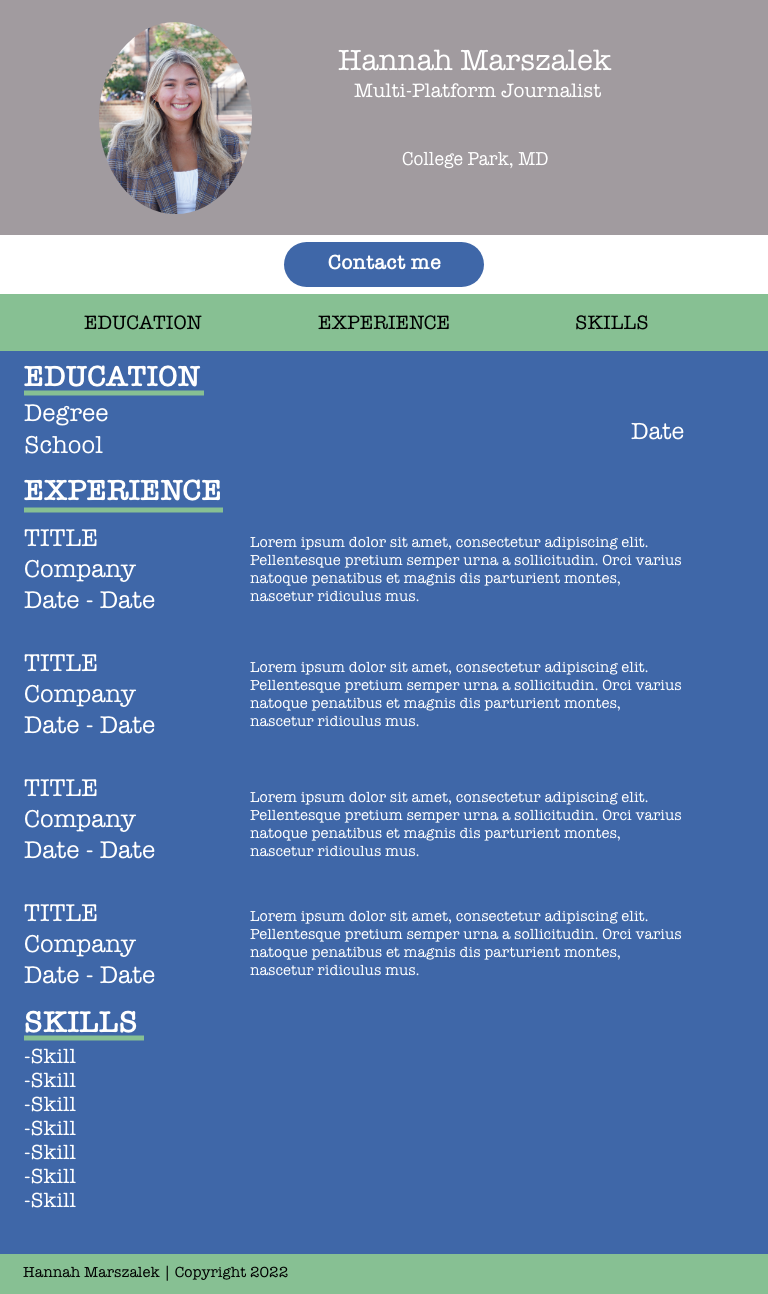 Hannah Marszalek
Multi-Platform Journalist
College Park, MD
Contact me
EDUCATION EXPERIENCE SKILLS
EDUCATION
Degree
School
Date
EXPERIENCE
TITLE
Company
Date - Date
Lorem ipsum dolor sit amet, consectetur adipiscing elit.
Pellentesque pretium semper urna a sollicitudin. Orci varius
natoque penatibus et magnis dis parturient montes,
nascetur ridiculus mus.
TITLE
Company
Date - Date
Lorem ipsum dolor sit amet, consectetur adipiscing elit.
Pellentesque pretium semper urna a sollicitudin. Orci varius
natoque penatibus et magnis dis parturient montes,
nascetur ridiculus mus.
TITLE
Company
Date - Date
Lorem ipsum dolor sit amet, consectetur adipiscing elit.
Pellentesque pretium semper urna a sollicitudin. Orci varius
natoque penatibus et magnis dis parturient montes,
nascetur ridiculus mus.
TITLE
Company
Date - Date
Lorem ipsum dolor sit amet, consectetur adipiscing elit.
Pellentesque pretium semper urna a sollicitudin. Orci varius
natoque penatibus et magnis dis parturient montes,
nascetur ridiculus mus.
SKILLS
-Skill
-Skill
-Skill
-Skill
-Skill
-Skill
-Skill
Hannah Marszalek | Copyright 2022